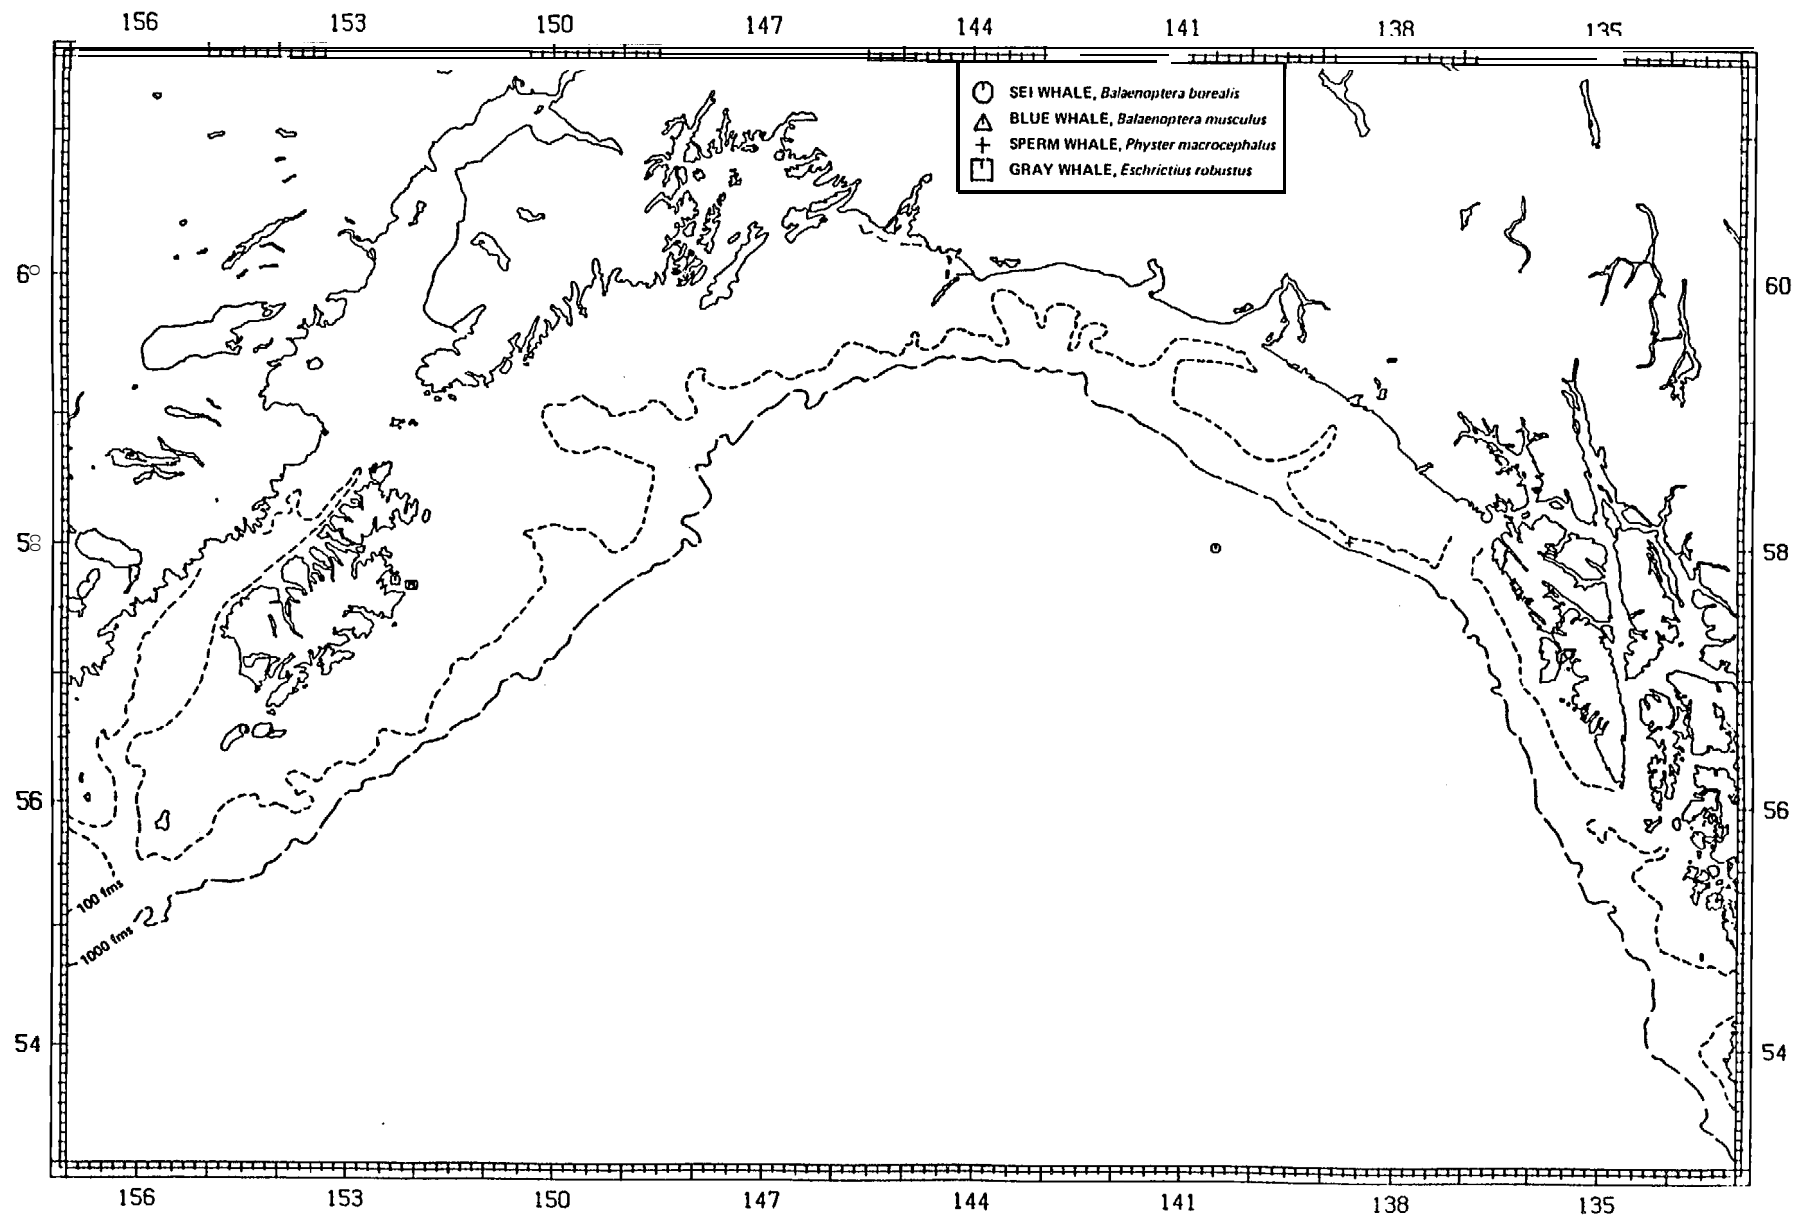 156 153 150 147 144 141 138 135
SEI WHALE, Balaenoptera borealis
BLUE WHALE, Balaenoptera musculus
SPERM WHALE, Physter macrocephalus
GRAY WHALE, Eschrictius robustus
60 60
58 58
56 56
100 fms
1000 fms
54 54
156 153 150 147 144 141 138 135